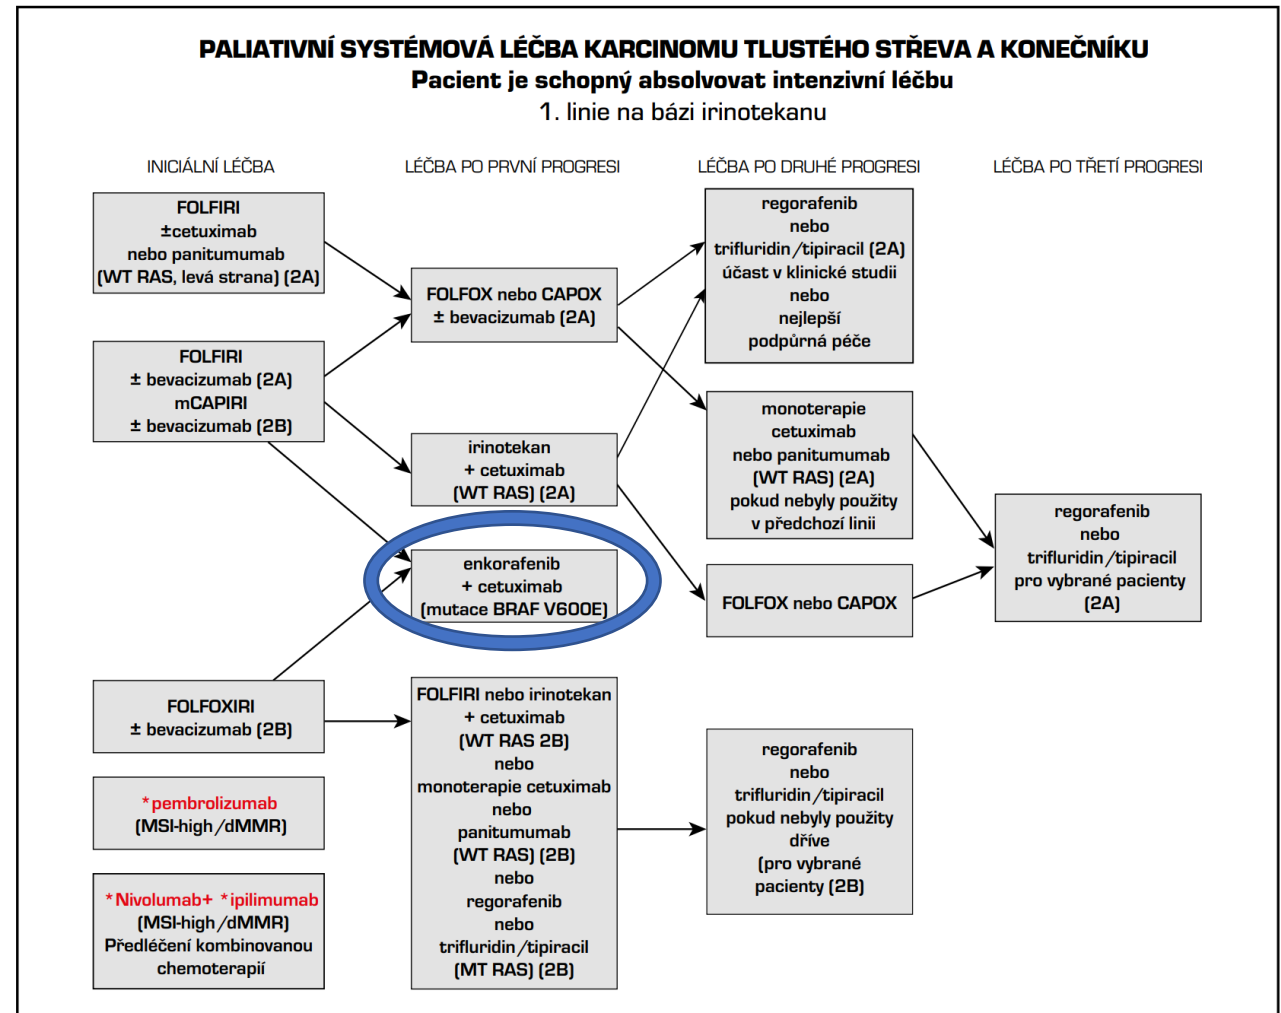 PALIATIVNÍ SYSTÉMOVÁ LÉČBA KARCINOMU TLUSTÉHO STŘEVA A KONEČNÍKU
Pacient je schopný absolvovat intenzivní léčbu
1. linie na bázi irinotekanu
INICIÁLNÍ LÉČBA
FOLFIRI
±cetuximab
nebo panitumumab
(WT RAS, levá strana) (2A)
FOLFIRI
± bevacizumab (2A)
mCAPIRI
± bevacizumab (2B)
FOLFOXIRI
± bevacizumab (2B)
*pembrolizumab
(MSI-high/dMMR)
*Nivolumab+ *ipilimumab
(MSI-high/dMMR)
Předléčení kombinovanou
chemoterapií
LÉČBA PO PRVNÍ PROGRESI
FOLFOX nebo CAPOX
± bevacizumab (2A)
irinotekan
+ cetuximab
(WT RAS) (2A)
enkorafenib
+ cetuximab
(mutace BRAF V600E)
FOLFIRI nebo irinotekan
+ cetuximab
(WT RAS 2B)
nebo
monoterapie cetuximab
nebo
panitumumab
(WT RAS) (2B)
nebo
regorafenib
nebo
trifluridin/tipiracil
(MT RAS) (2B)
LÉČBA PO DRUHÉ PROGRESI
regorafenib
nebo
trifluridin/tipiracil (2A)
účast v klinické studii
nebo
nejlepší
podpůrná péče
monoterapie
cetuximab
nebo panitumumab
(WT RAS) (2A)
pokud nebyly použity
v předchozí linii
FOLFOX nebo CAPOX
regorafenib
nebo
trifluridin/tipiracil
pokud nebyly použity
dříve
(pro vybrané
pacienty (2B)
LÉČBA PO TŘETÍ PROGRESI
regorafenib
nebo
trifluridin/tipiracil
pro vybrané pacienty
(2A)